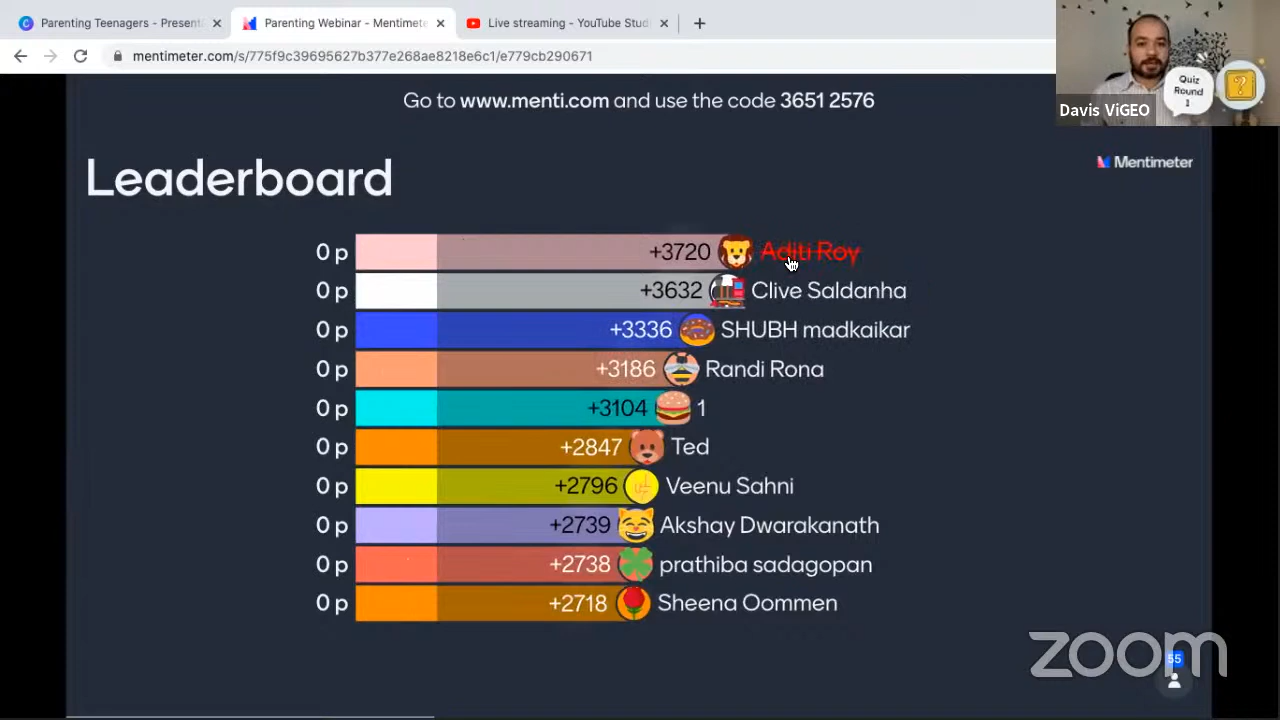 Parenting Teenagers - Present
Parenting Webinar - Mentimete
Live streaming - YouTube Stud
mentimeter.com/s/775f9c39695627b377e268ae8218e6c1/e779cb290671
Go to www.menti.com and use the code 3651 2576
Quiz
Round
1
?
Davis ViGEO
Leaderboard
Mentimeter
0 p +3720 Aditi Roy
0 p +3632 Clive Saldanha
0 p +3336 SHUBH madkaikar
0 p +3186 Randi Rona
0 p +3104 1
0 p +2847 Ted
0 p +2796 Veenu Sahni
0 p +2739 Akshay Dwarakanath
0 p +2738 prathiba sadagopan
0 p +2718 Sheena Oommen
zoom
55